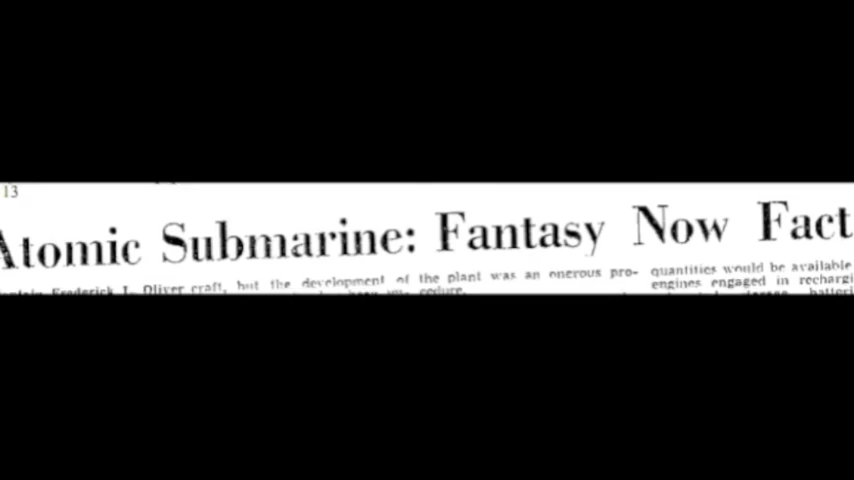 13
Atomic Submarine: Fantasy Now Fact
Frederick L. Oliver craft, but the development of the plant was an onerous pro- quantities would be available
cedure. engines engaged in rechargi